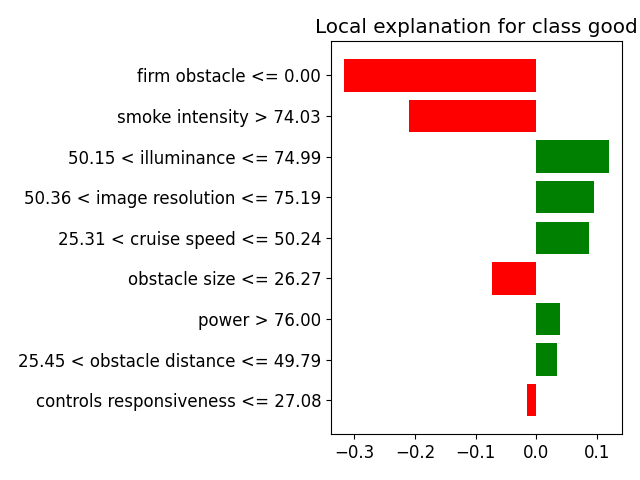 Local explanation for class good
firm obstacle <= 0.00
smoke intensity > 74.03
50.15 < illuminance <= 74.99
50.36 < image resolution <= 75.19
25.31 < cruise speed <= 50.24
obstacle size <= 26.27
power > 76.00
25.45 < obstacle distance <= 49.79
controls responsiveness <= 27.08
−0.3 −0.2 −0.1 0.0 0.1